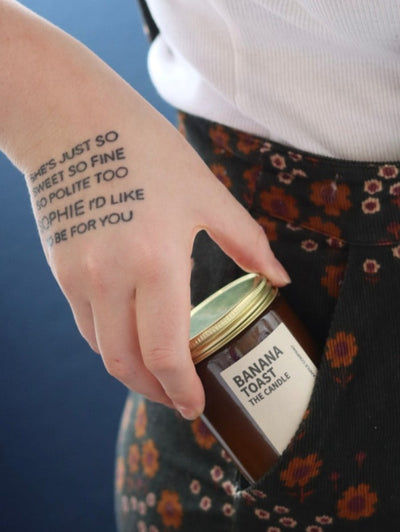 SHE'S JUST SO
SWEET SO FINE
SO POLITE TOO
SOPHIE I'D LIKE
TO BE FOR YOU
BANANA
TOAST
THE CANDLE